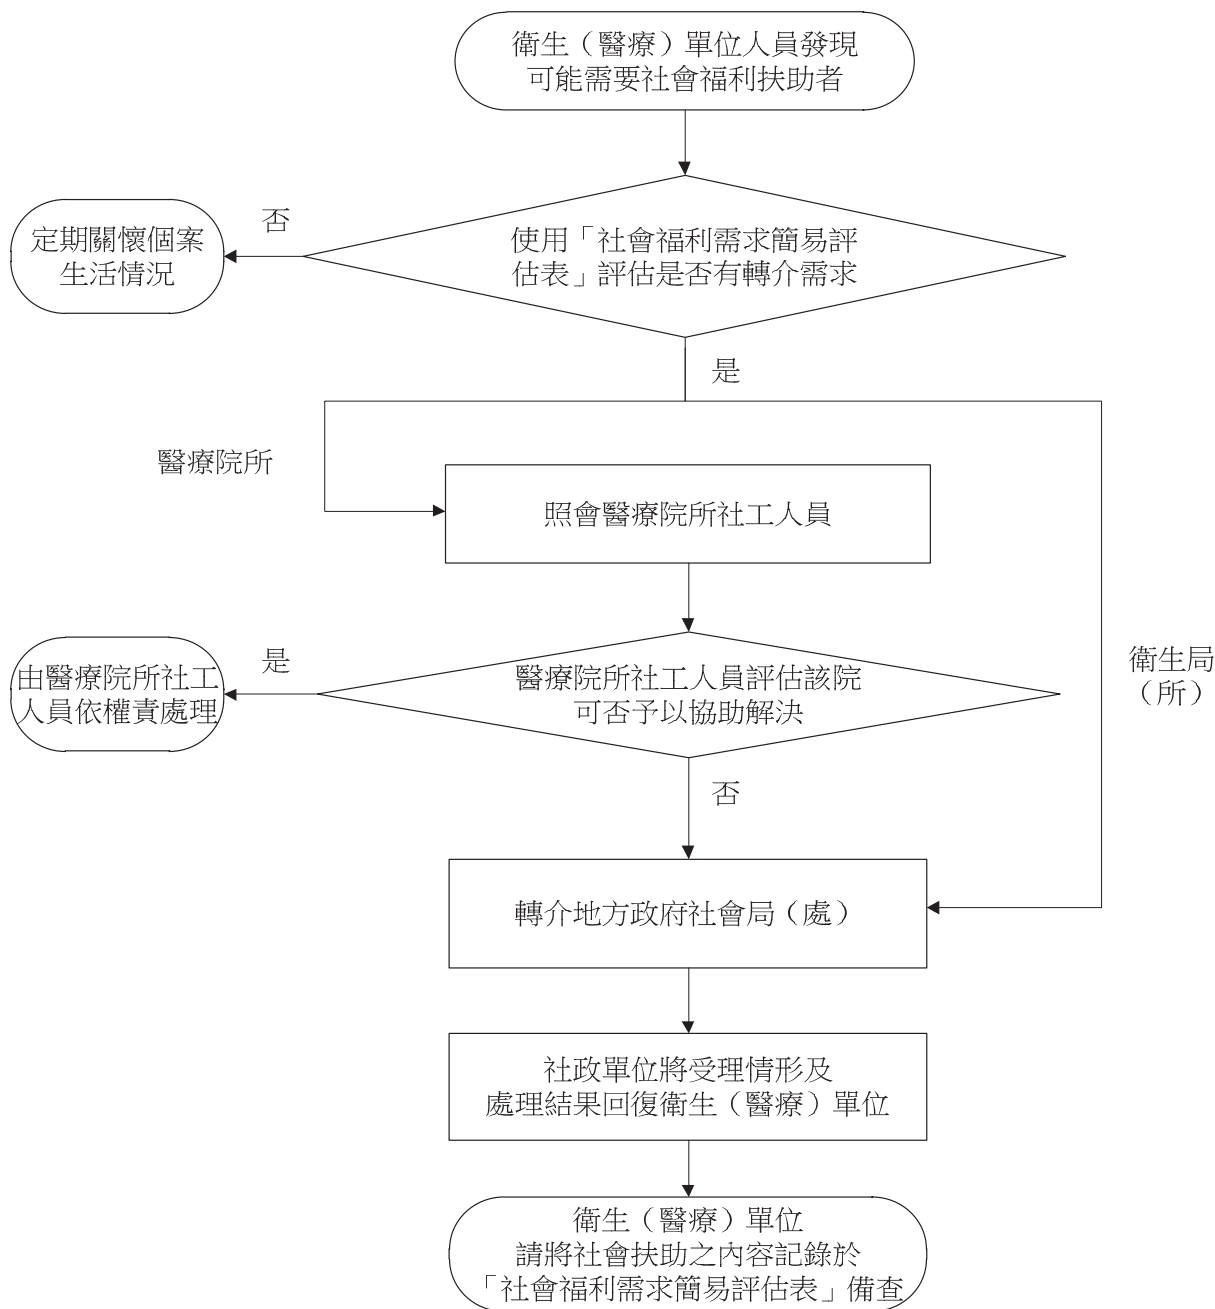 衛生（醫療）單位人員發現
可能需要社會福利扶助者
否
定期關懷個案
生活情況
使用「社會福利需求簡易評
估表」評估是否有轉介需求
是
醫療院所
照會醫療院所社工人員
衛生局
（所）
是
由醫療院所社工
人員依權責處理
醫療院所社工人員評估該院
可否予以協助解決
否
轉介地方政府社會局（處）
社政單位將受理情形及
處理結果回復衛生（醫療）單位
衛生（醫療）單位
請將社會扶助之內容記錄於
「社會福利需求簡易評估表」備查